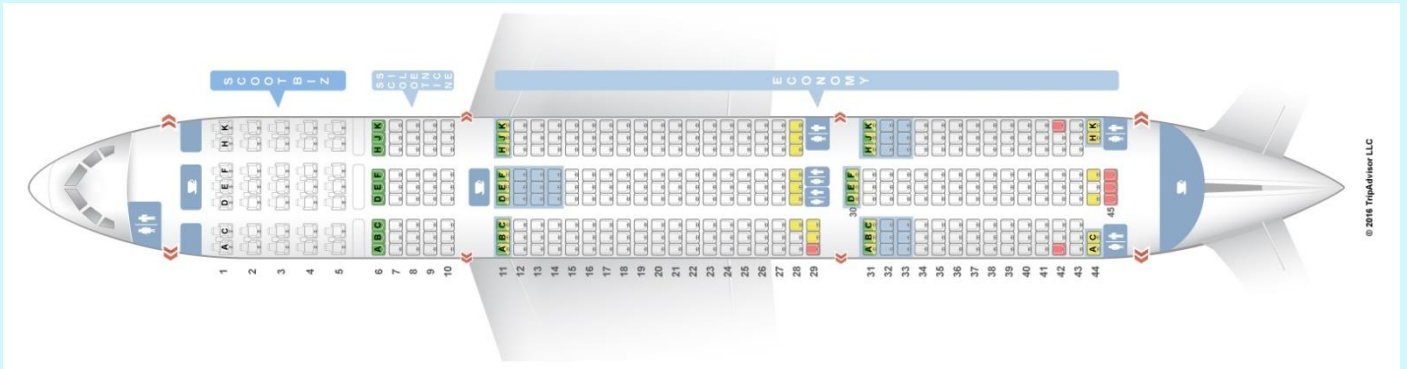 SCOOTBIZ
SCOOT IN
SILENCE
ECONOMY
H K
H J K
H J K
H J K
H K
D E F
D E F
D E F
D E F
A C
A B C
A B C
A B C
A C
30
45
1 2 3 4 5 6 7 8 9 10 11 12 13 14 15 16 17 18 19 20 21 22 23 24 25 26 27 28 29 31 32 33 34 35 36 37 38 39 40 41 42 43 44
© 2016 TripAdvisor LLC